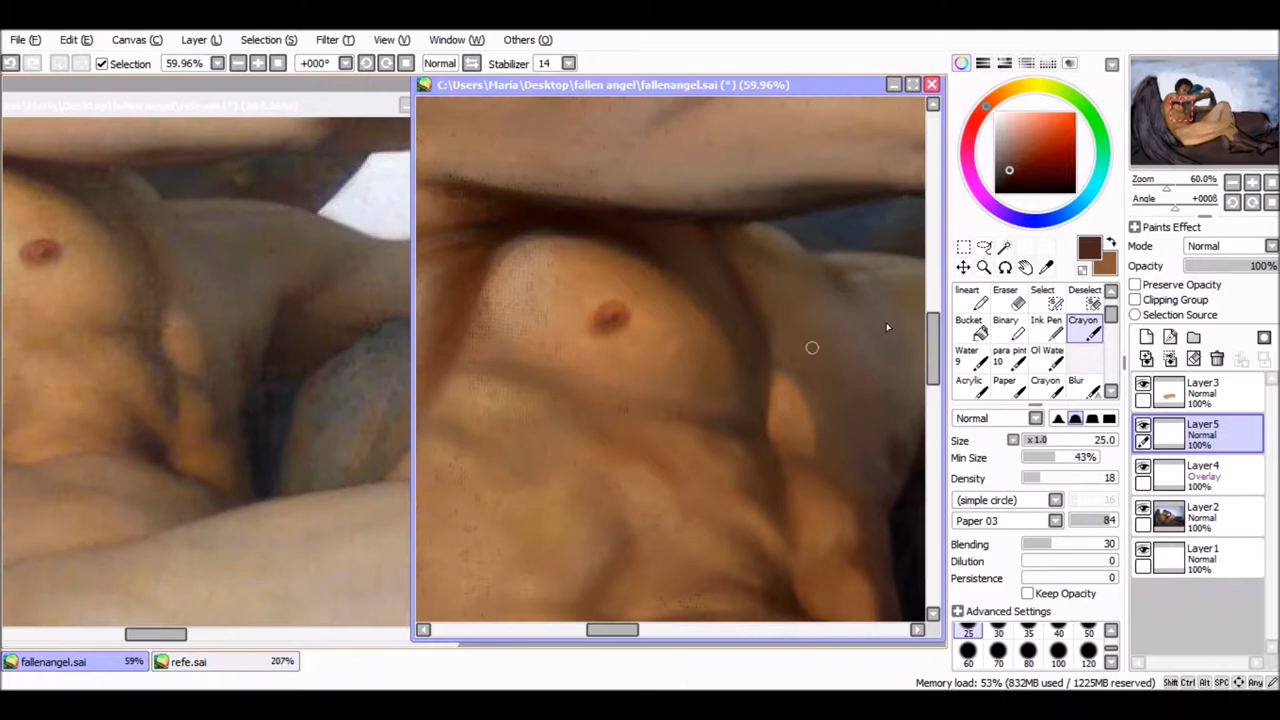 File (F) Edit (E) Canvas (C) Layer (L) Selection (S) Filter (T) View (V) Window (W) Others (O)
Selection 59.96% +000° Normal Stabilizer 14
C:\Users\Maria\Desktop\fallen angel\fallenangel.sai (*) (59.96%)
Zoom 60.0%
Angle +000§
Paints Effect
Mode Normal
Opacity 100%
Preserve Opacity
Clipping Group
Selection Source
lineart Eraser Select Deselect
Bucket Binary Ink Pen Crayon
Water 9 para pint 10 Ol Water
Acrylic Paper Crayon Blur
Normal
Size x 1.0 25.0
Min Size 43%
Density 18
(simple circle) 16
Paper 03 84
Blending 30
Dilution 0
Persistence 0
Keep Opacity
Advanced Settings
25 30 35 40 50
60 70 80 100 120
Layer3
Normal
100%
Layer5
Normal
100%
Layer4
Overlay
100%
Layer2
Normal
100%
Layer1
Normal
100%
fallenangel.sai 59% refe.sai 207%
Memory load: 53% (832MB used / 1225MB reserved) Shift Ctrl Alt SPC Any